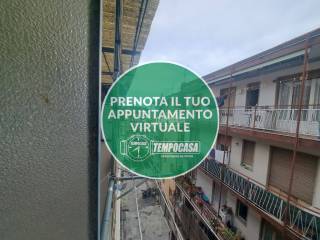 PRENOTA IL TUO
APPUNTAMENTO
VIRTUALE
TEMPOCASA